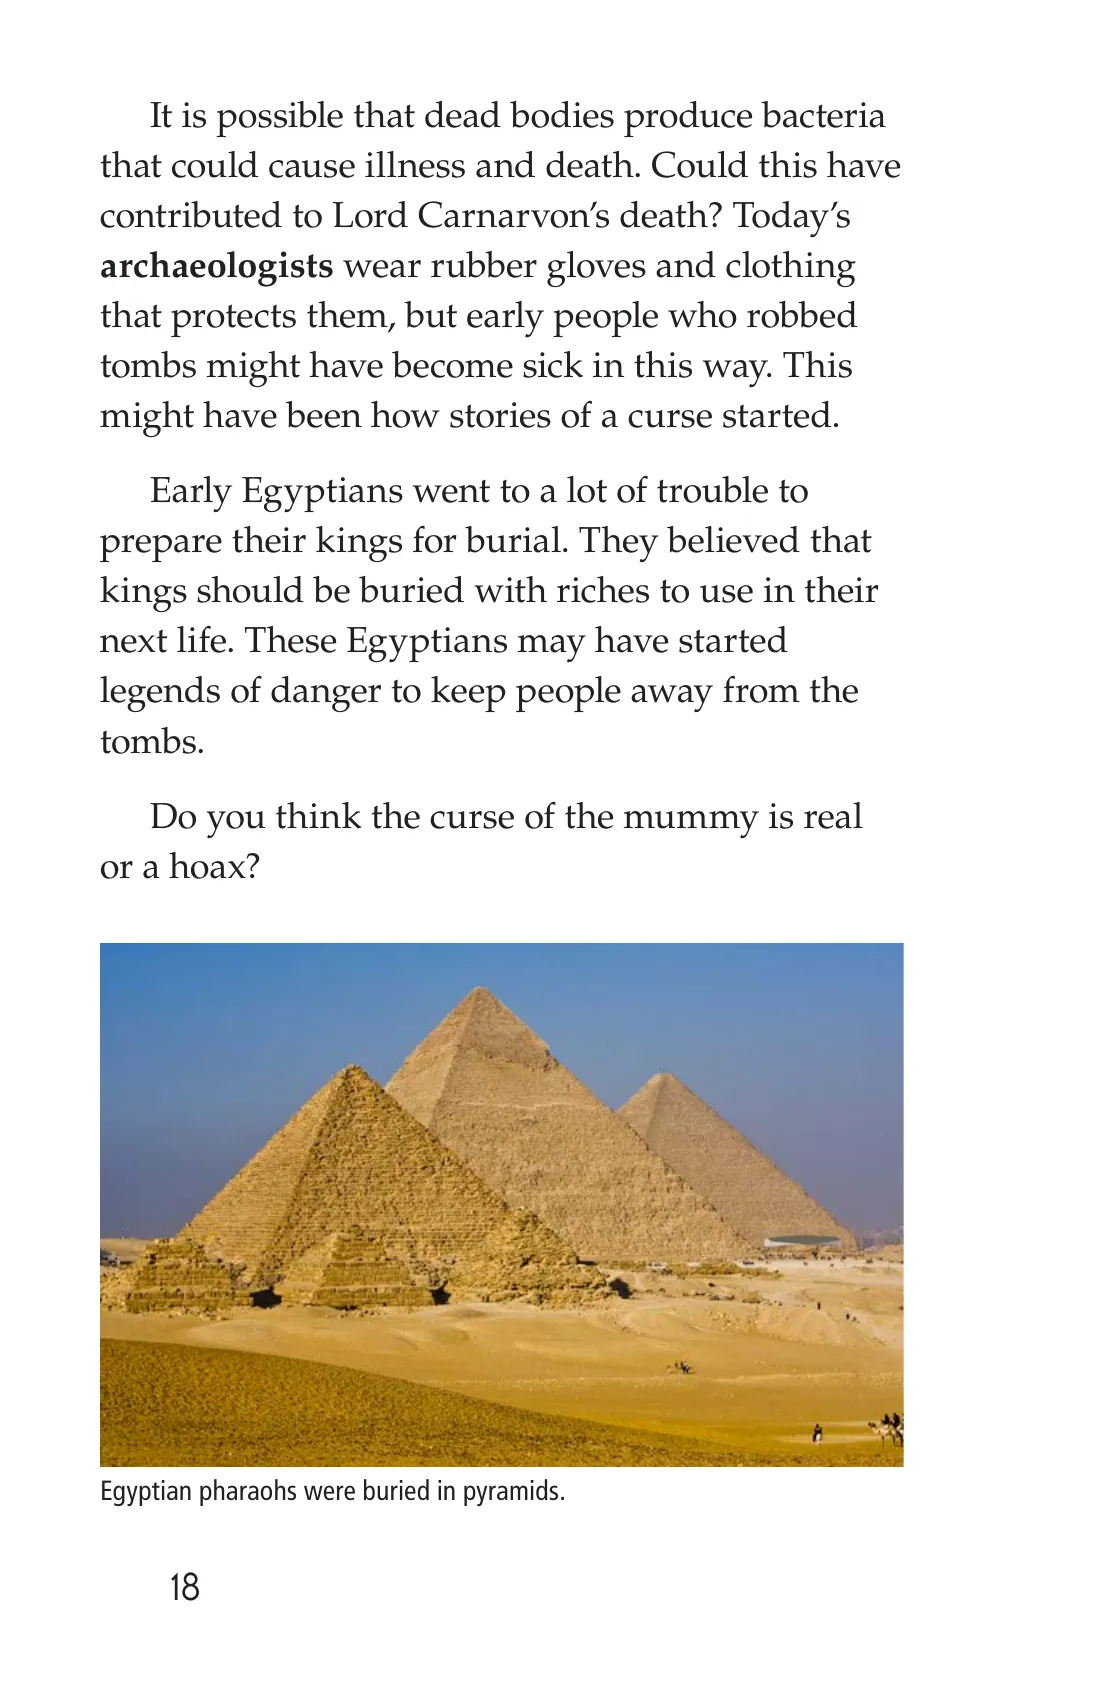 It is possible that dead bodies produce bacteria
that could cause illness and death. Could this have
contributed to Lord Carnarvon’s death? Today’s
archaeologists wear rubber gloves and clothing
that protects them, but early people who robbed
tombs might have become sick in this way. This
might have been how stories of a curse started.
Early Egyptians went to a lot of trouble to
prepare their kings for burial. They believed that
kings should be buried with riches to use in their
next life. These Egyptians may have started
legends of danger to keep people away from the
tombs.
Do you think the curse of the mummy is real
or a hoax?
Egyptian pharaohs were buried in pyramids.
18